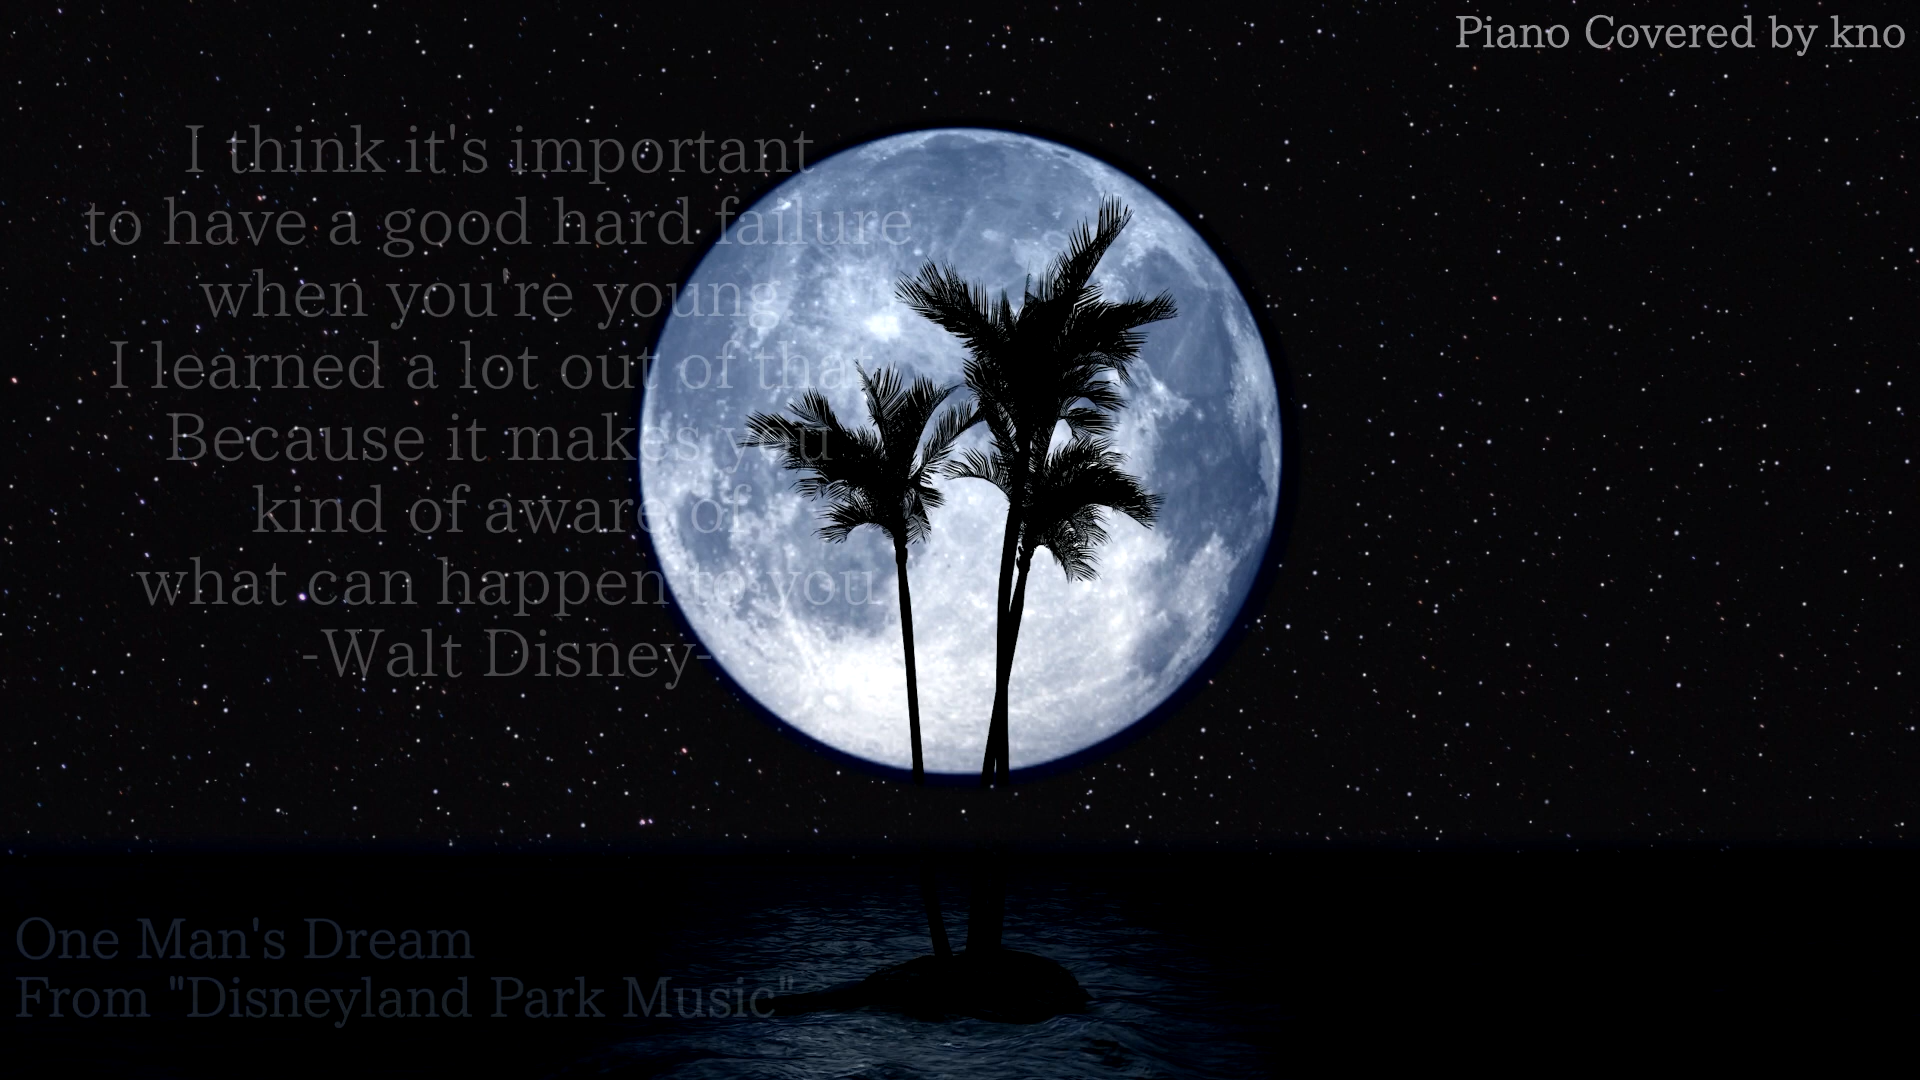 Piano Covered by kno
I think it's important
to have a good hard failure
when you're young
I learned a lot out of that
Because it makes you
kind of aware of
what can happen to you
-Walt Disney-
One Man's Dream
From "Disneyland Park Music"